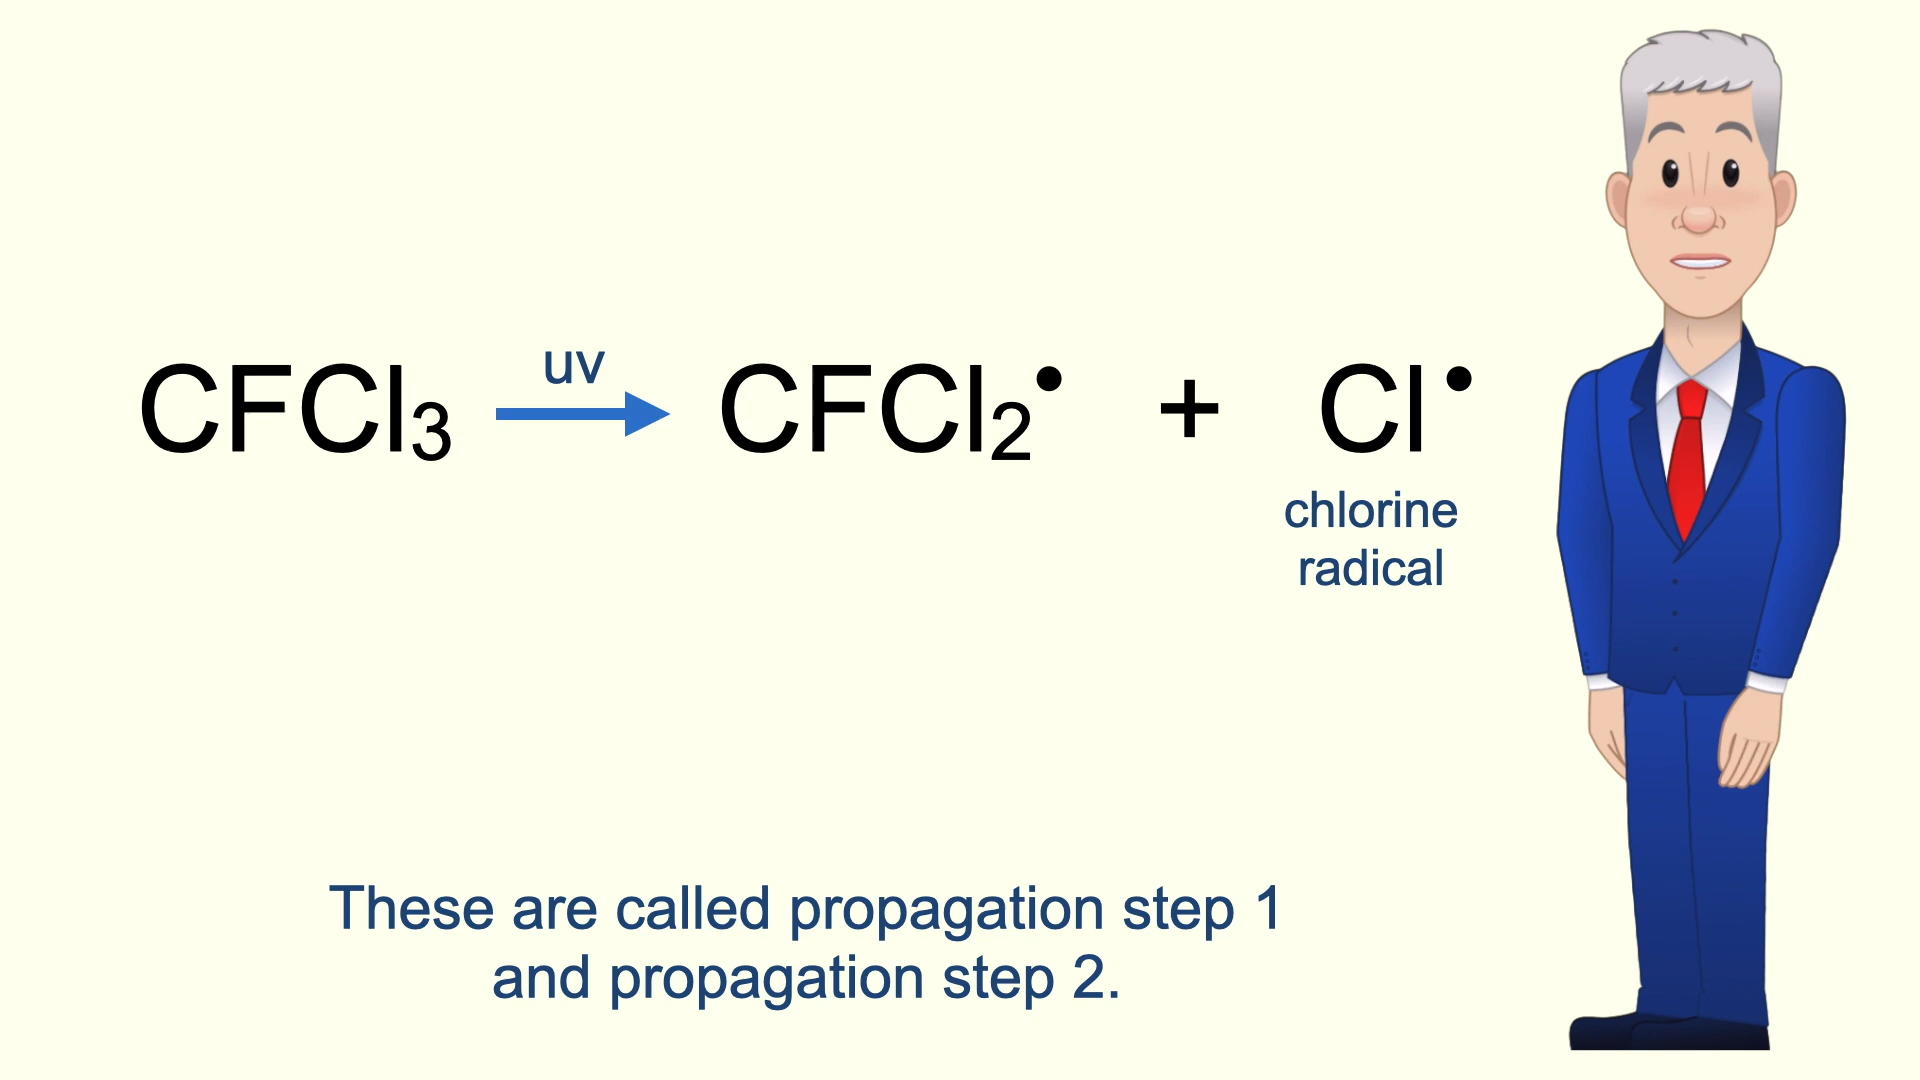 uv
CFCl₃ → CFCl₂• + Cl•
chlorine
radical
These are called propagation step 1
and propagation step 2.